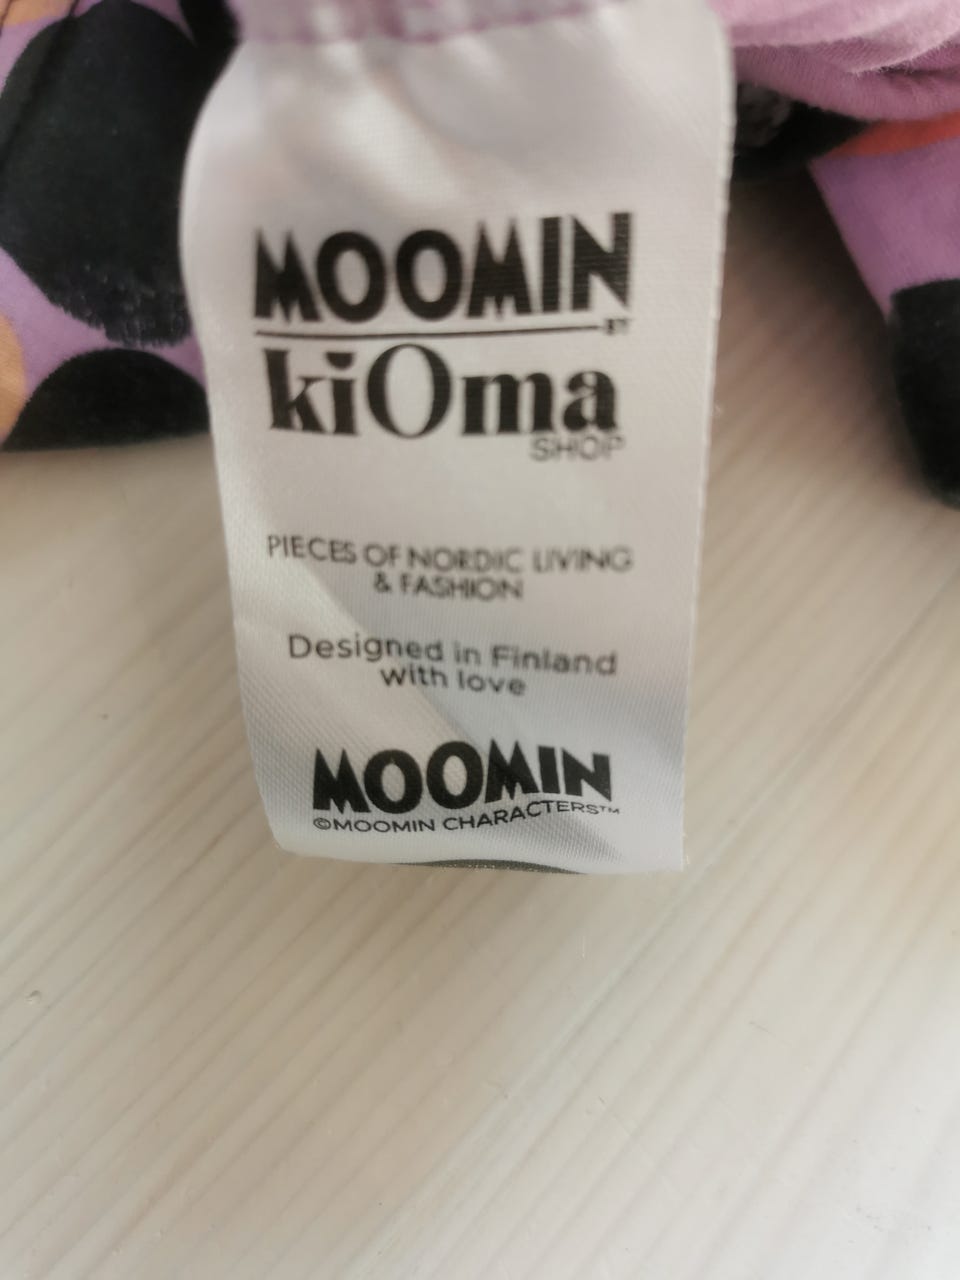 MOOMIN
BY
kiOma
SHOP
PIECES OF NORDIC LIVING
& FASHION
Designed in Finland
with love
MOOMIN
©MOOMIN CHARACTERS™